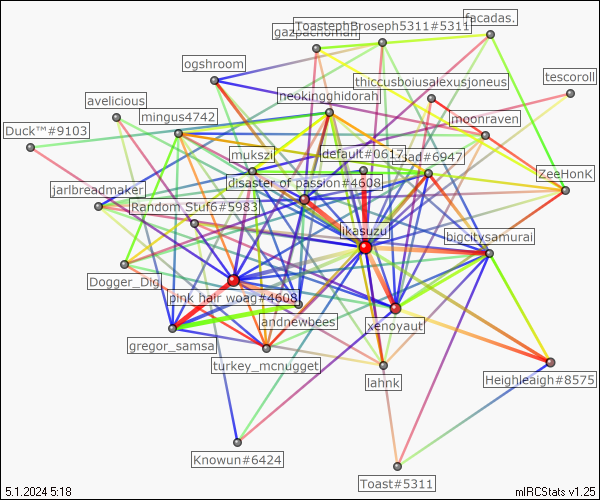 facadas.
ToastephBroseph5311#5311
gazpachoman
ogshroom
thiccusboiusalexusjoneus
tescoroll
neokingghidorah
avelicious
mingus4742
moonraven
Duck™#9103
mukszi
default#0617
sad#6947
ZeeHonK
disaster of passion#4608
jarlbreadmaker
Random Stuf6#5983
likasuzu
bigcitysamurai
Dogger_Dig
pink hair woag#4608
andnewbees
xenoyaut
gregor_samsa
turkey_mcnugget
lahnk
Heighleaigh#8575
Knowun#6424
Toast#5311
5.1.2024 5:18
mIRCStats v1.25